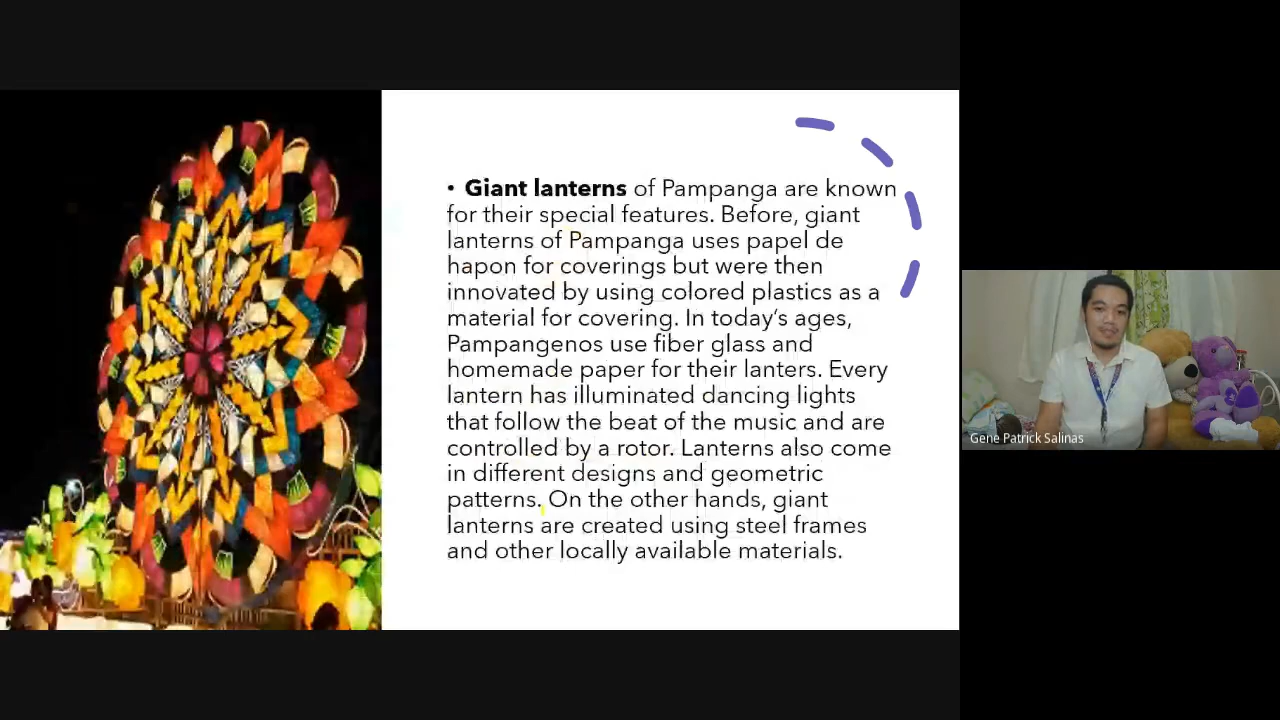 • Giant lanterns of Pampanga are known
for their special features. Before, giant
lanterns of Pampanga uses papel de
hapon for coverings but were then
innovated by using colored plastics as a
material for covering. In today's ages,
Pampangenos use fiber glass and
homemade paper for their lanters. Every
lantern has illuminated dancing lights
that follow the beat of the music and are
controlled by a rotor. Lanterns also come
in different designs and geometric
patterns. On the other hands, giant
lanterns are created using steel frames
and other locally available materials.
Gene Patrick Salinas